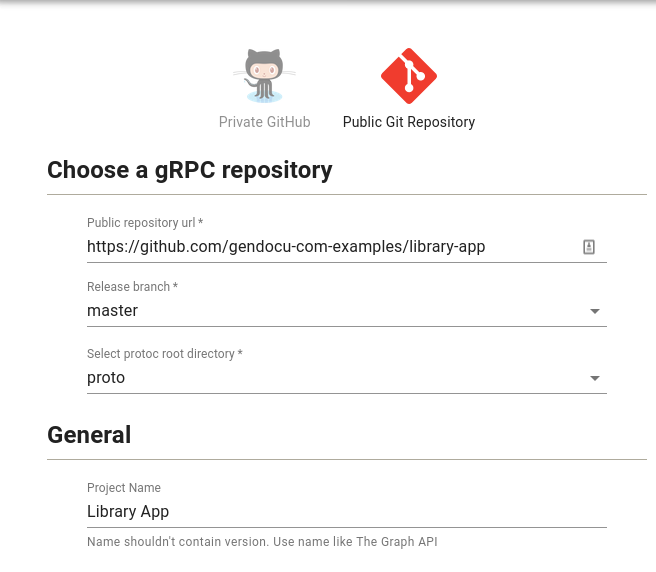 Private GitHub
Public Git Repository
Choose a gRPC repository
Public repository url *
https://github.com/gendocu-com-examples/library-app
Release branch *
master
Select protoc root directory *
proto
General
Project Name
Library App
Name shouldn't contain version. Use name like The Graph API